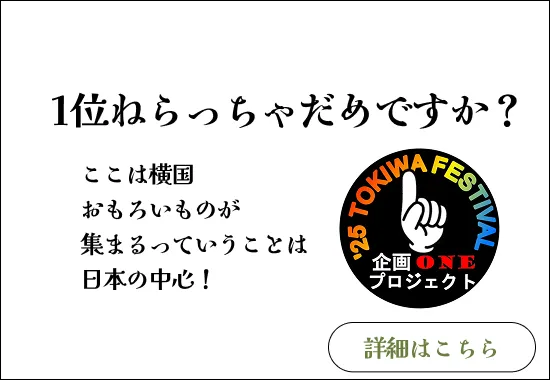 1位ねらっちゃだめですか？
ここは横国
おもろいものが
集まるっていうことは
日本の中心！
'25 TOKIWA FESTIVAL
企画ONE
プロジェクト
詳細はこちら